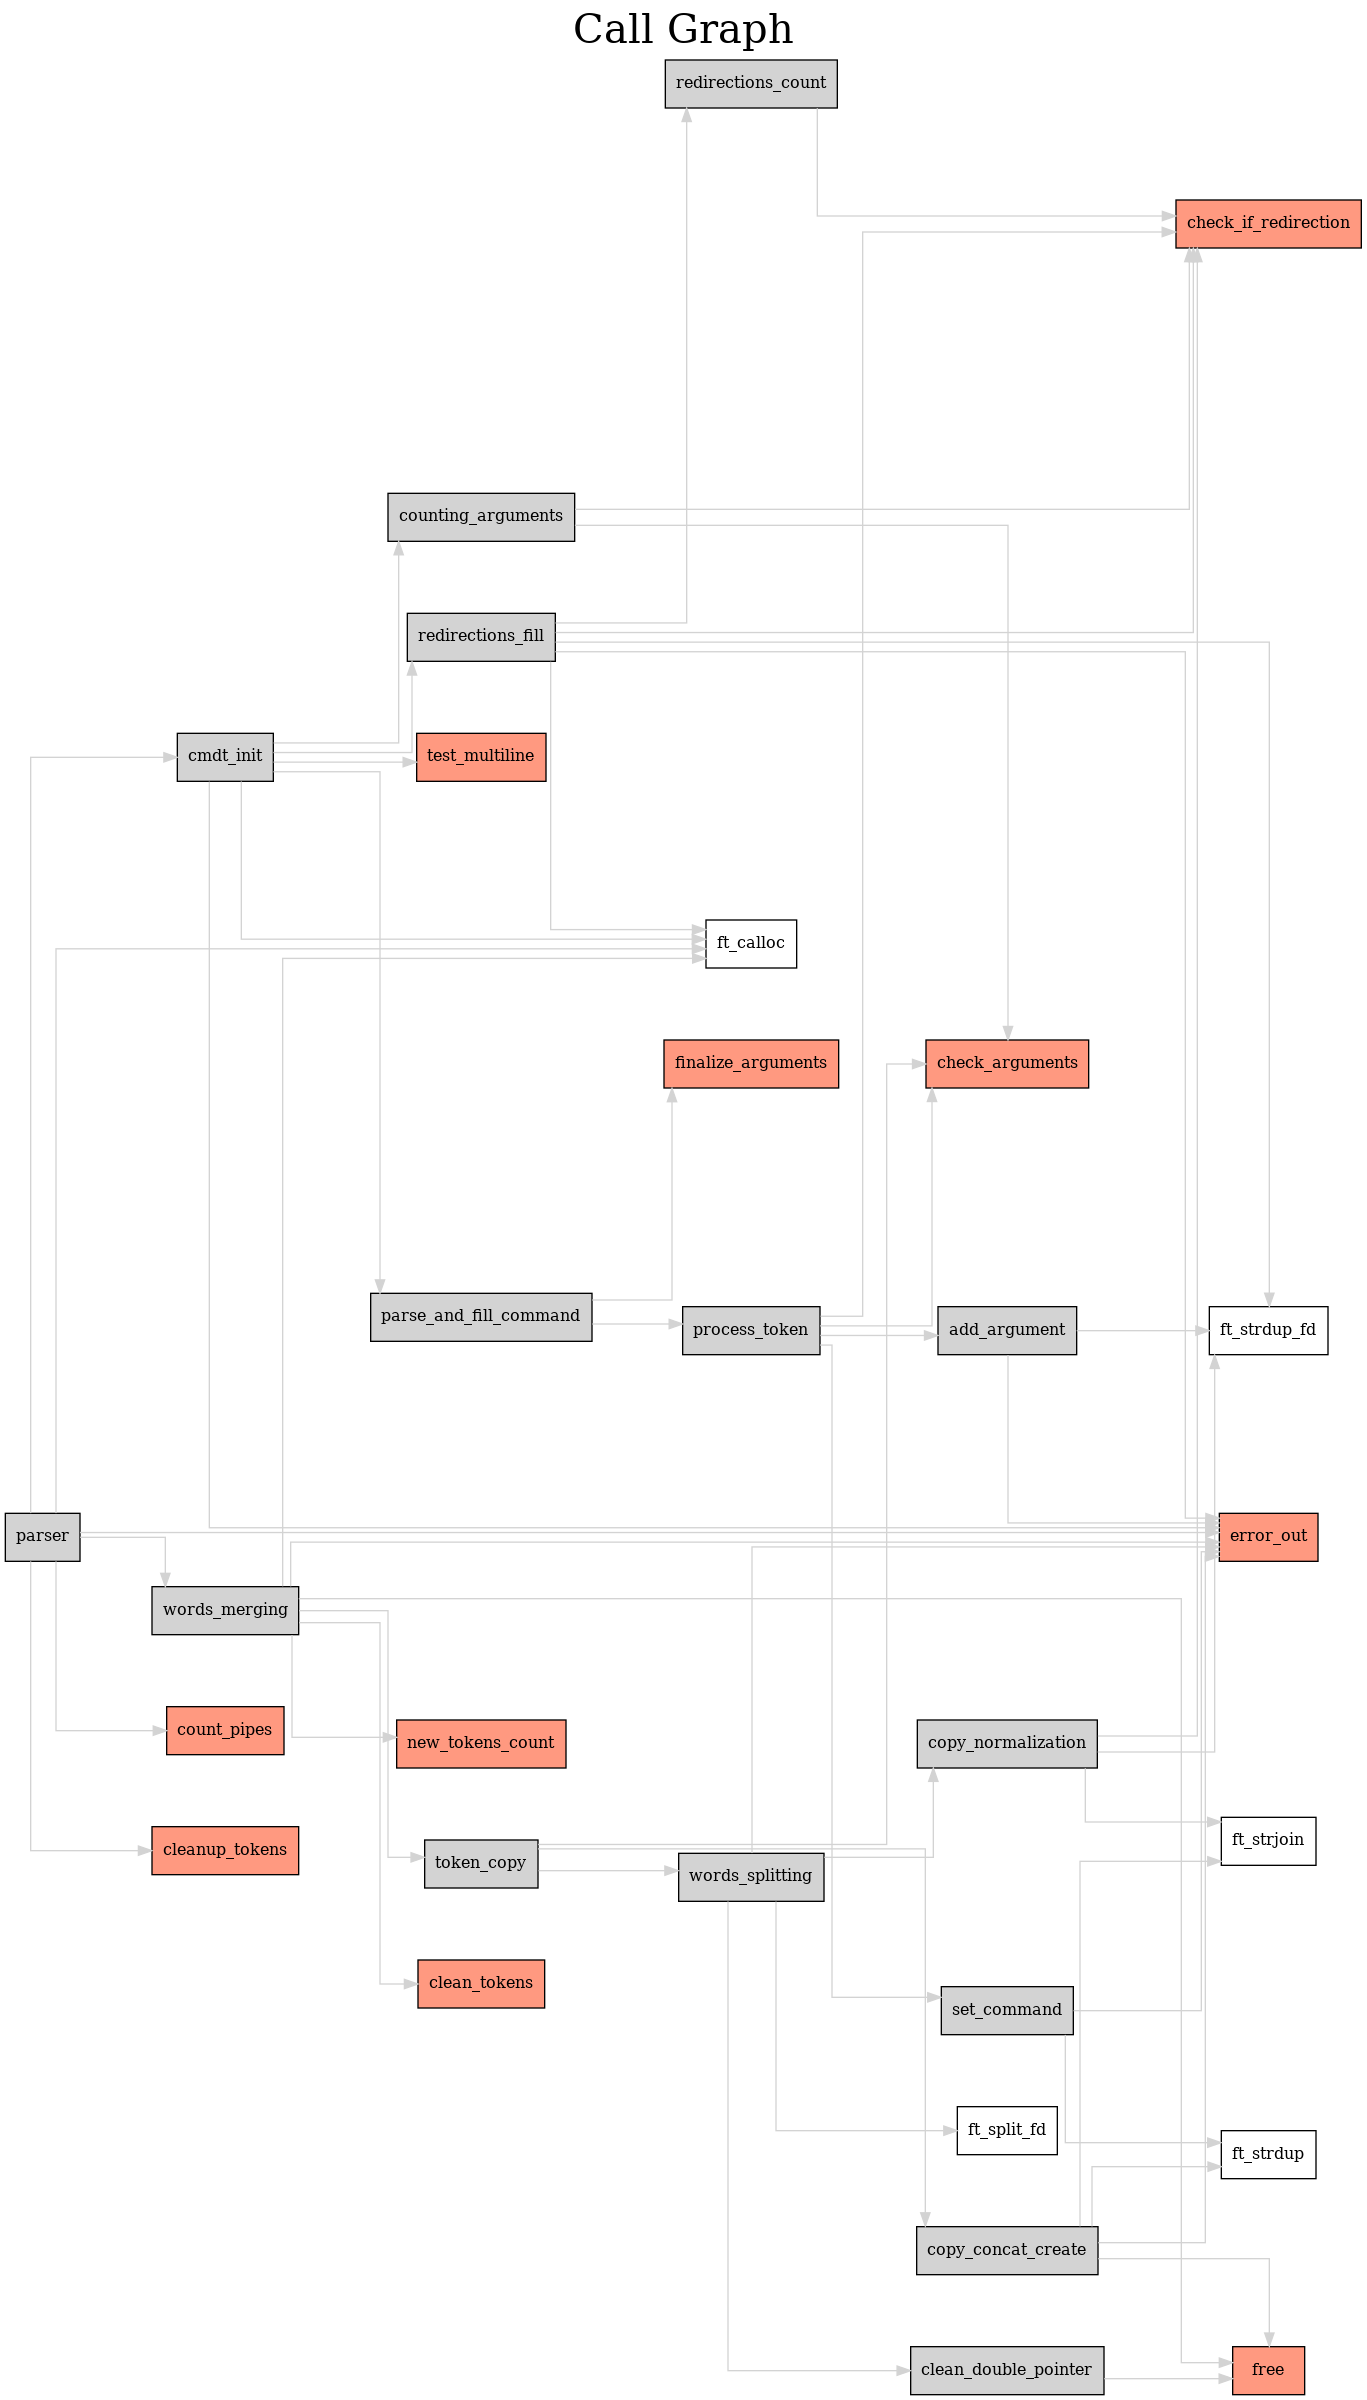 Call Graph
redirections_count
check_if_redirection
counting_arguments
redirections_fill
cmdt_init
test_multiline
ft_calloc
finalize_arguments
check_arguments
parse_and_fill_command
process_token
add_argument
ft_strdup_fd
parser
error_out
words_merging
count_pipes
new_tokens_count
copy_normalization
cleanup_tokens
token_copy
words_splitting
ft_strjoin
clean_tokens
set_command
ft_split_fd
ft_strdup
copy_concat_create
clean_double_pointer
free